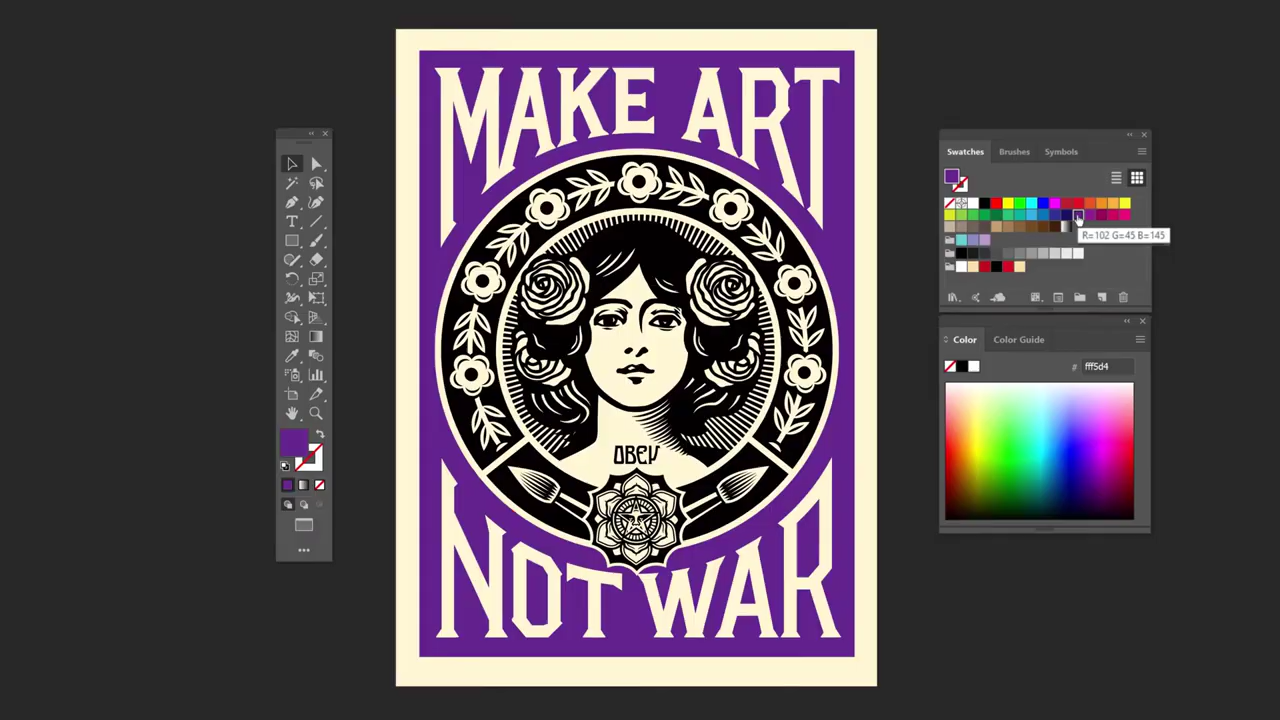 MAKE ART
OBEY
NOT WAR
Swatches Brushes Symbols
R=102 G=45 B=145
Color Color Guide
# fff5d4